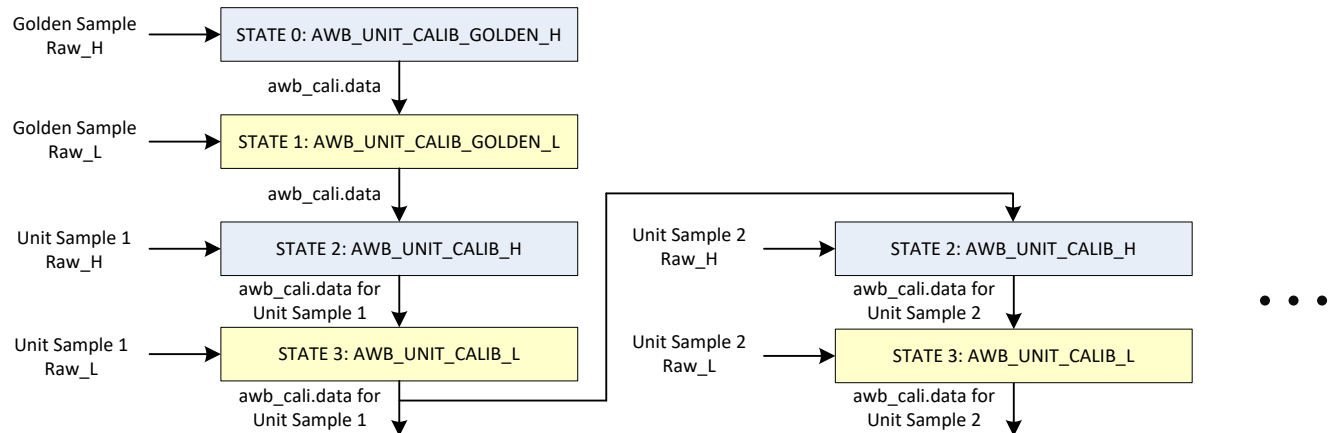 Golden Sample
Raw_H
STATE 0: AWB_UNIT_CALIB_GOLDEN_H
awb_cali.data
Golden Sample
Raw_L
STATE 1: AWB_UNIT_CALIB_GOLDEN_L
awb_cali.data
Unit Sample 1
Raw_H
STATE 2: AWB_UNIT_CALIB_H
awb_cali.data for
Unit Sample 1
Unit Sample 1
Raw_L
STATE 3: AWB_UNIT_CALIB_L
awb_cali.data for
Unit Sample 1
Unit Sample 2
Raw_H
STATE 2: AWB_UNIT_CALIB_H
awb_cali.data for
Unit Sample 2
Unit Sample 2
Raw_L
STATE 3: AWB_UNIT_CALIB_L
awb_cali.data for
Unit Sample 2
• • •